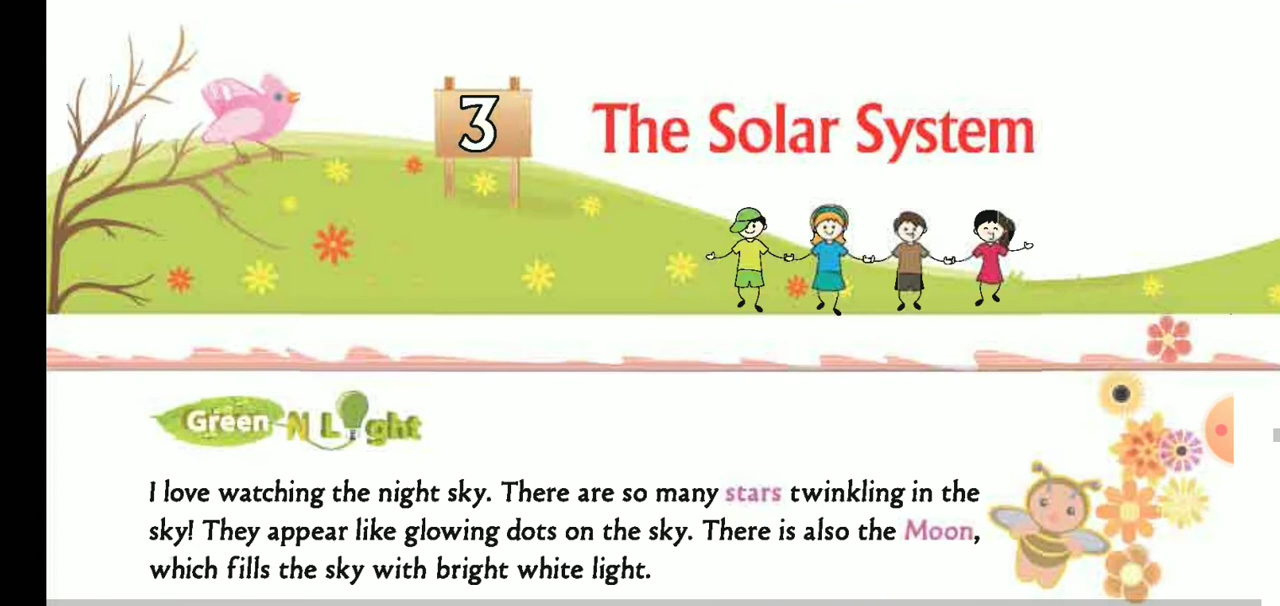 3
The Solar System
Green N Light
I love watching the night sky. There are so many stars twinkling in the
sky! They appear like glowing dots on the sky. There is also the Moon,
which fills the sky with bright white light.